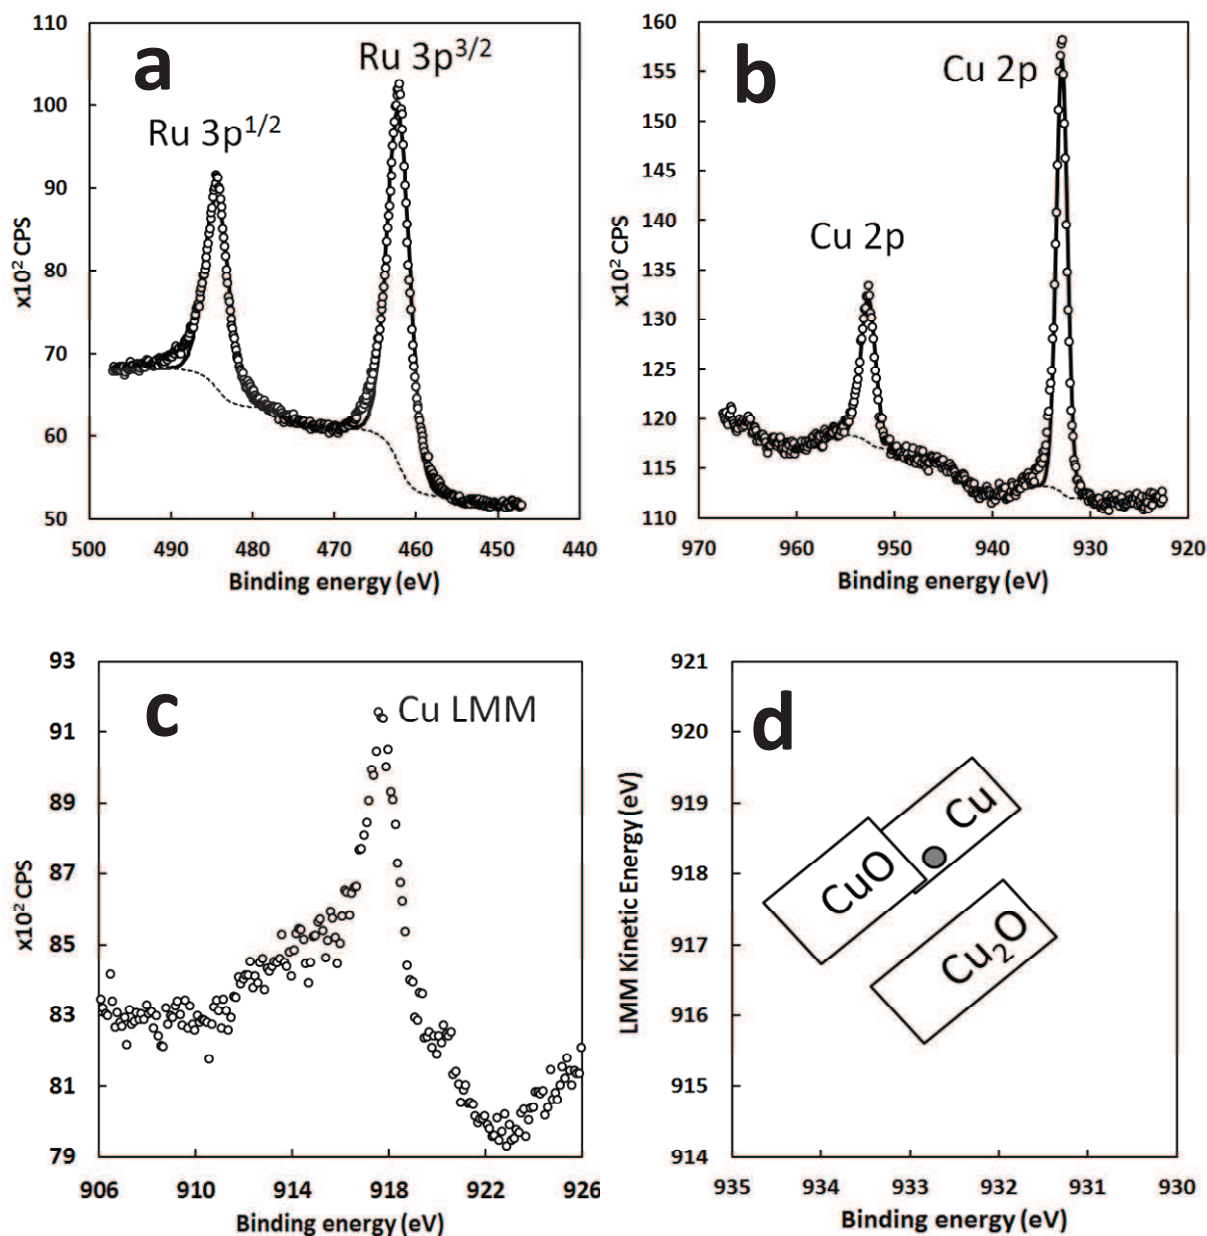 a
Ru 3p3/2
Ru 3p1/2
110
100
90
80
70
60
50
x10² CPS
500 490 480 470 460 450 440
Binding energy (eV)
b
Cu 2p
Cu 2p
160
155
150
145
140
135
130
125
120
115
110
x10² CPS
970 960 950 940 930 920
Binding energy (eV)
c
Cu LMM
93
91
89
87
85
83
81
79
x10² CPS
906 910 914 918 922 926
Binding energy (eV)
d
Cu
CuO
Cu₂O
921
920
919
918
917
916
915
914
LMM Kinetic Energy (eV)
935 934 933 932 931 930
Binding energy (eV)